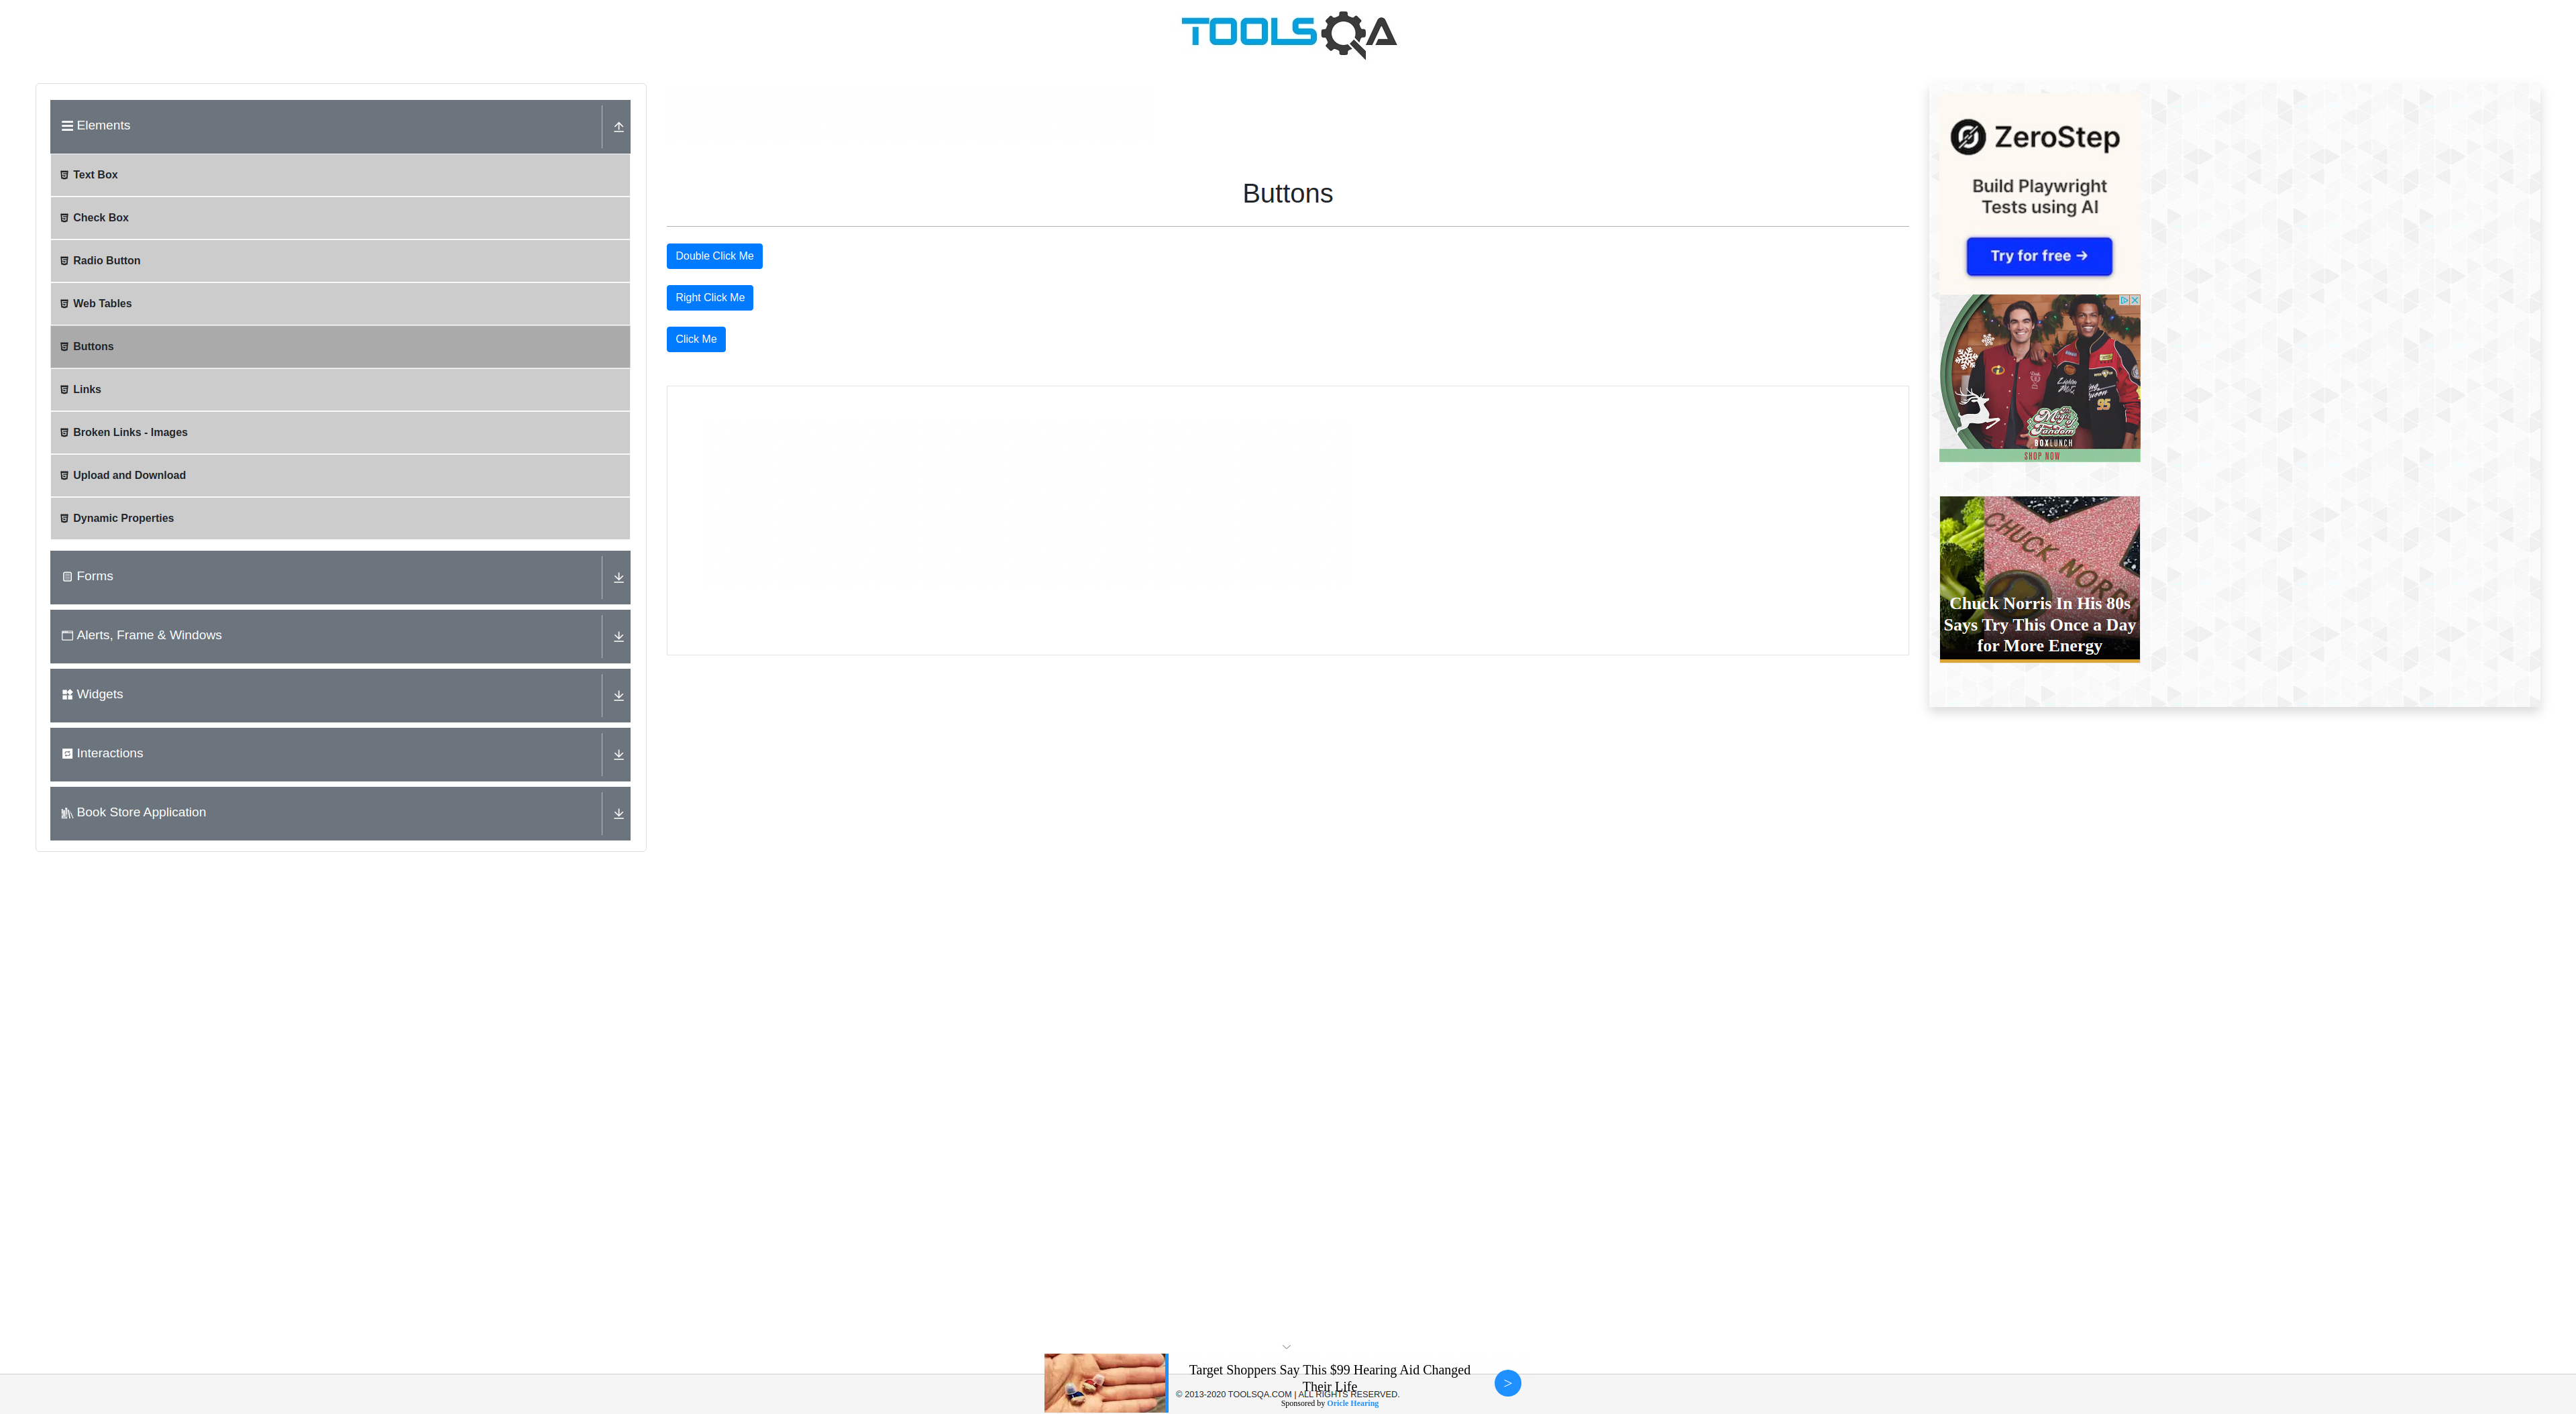 TOOLSQA
Elements
Text Box
Check Box
Radio Button
Web Tables
Buttons
Links
Broken Links - Images
Upload and Download
Dynamic Properties
Forms
Alerts, Frame & Windows
Widgets
Interactions
Book Store Application
Buttons
Double Click Me
Right Click Me
Click Me
ZeroStep
Build Playwright
Tests using AI
Try for free →
95
Magic
Fandom
BOXLUNCH
SHOP NOW
CHUCK NORRIS
Chuck Norris In His 80s
Says Try This Once a Day
for More Energy
Target Shoppers Say This $99 Hearing Aid Changed
Their Life
>
© 2013-2020 TOOLSQA.COM | ALL RIGHTS RESERVED.
Sponsored by Oricle Hearing